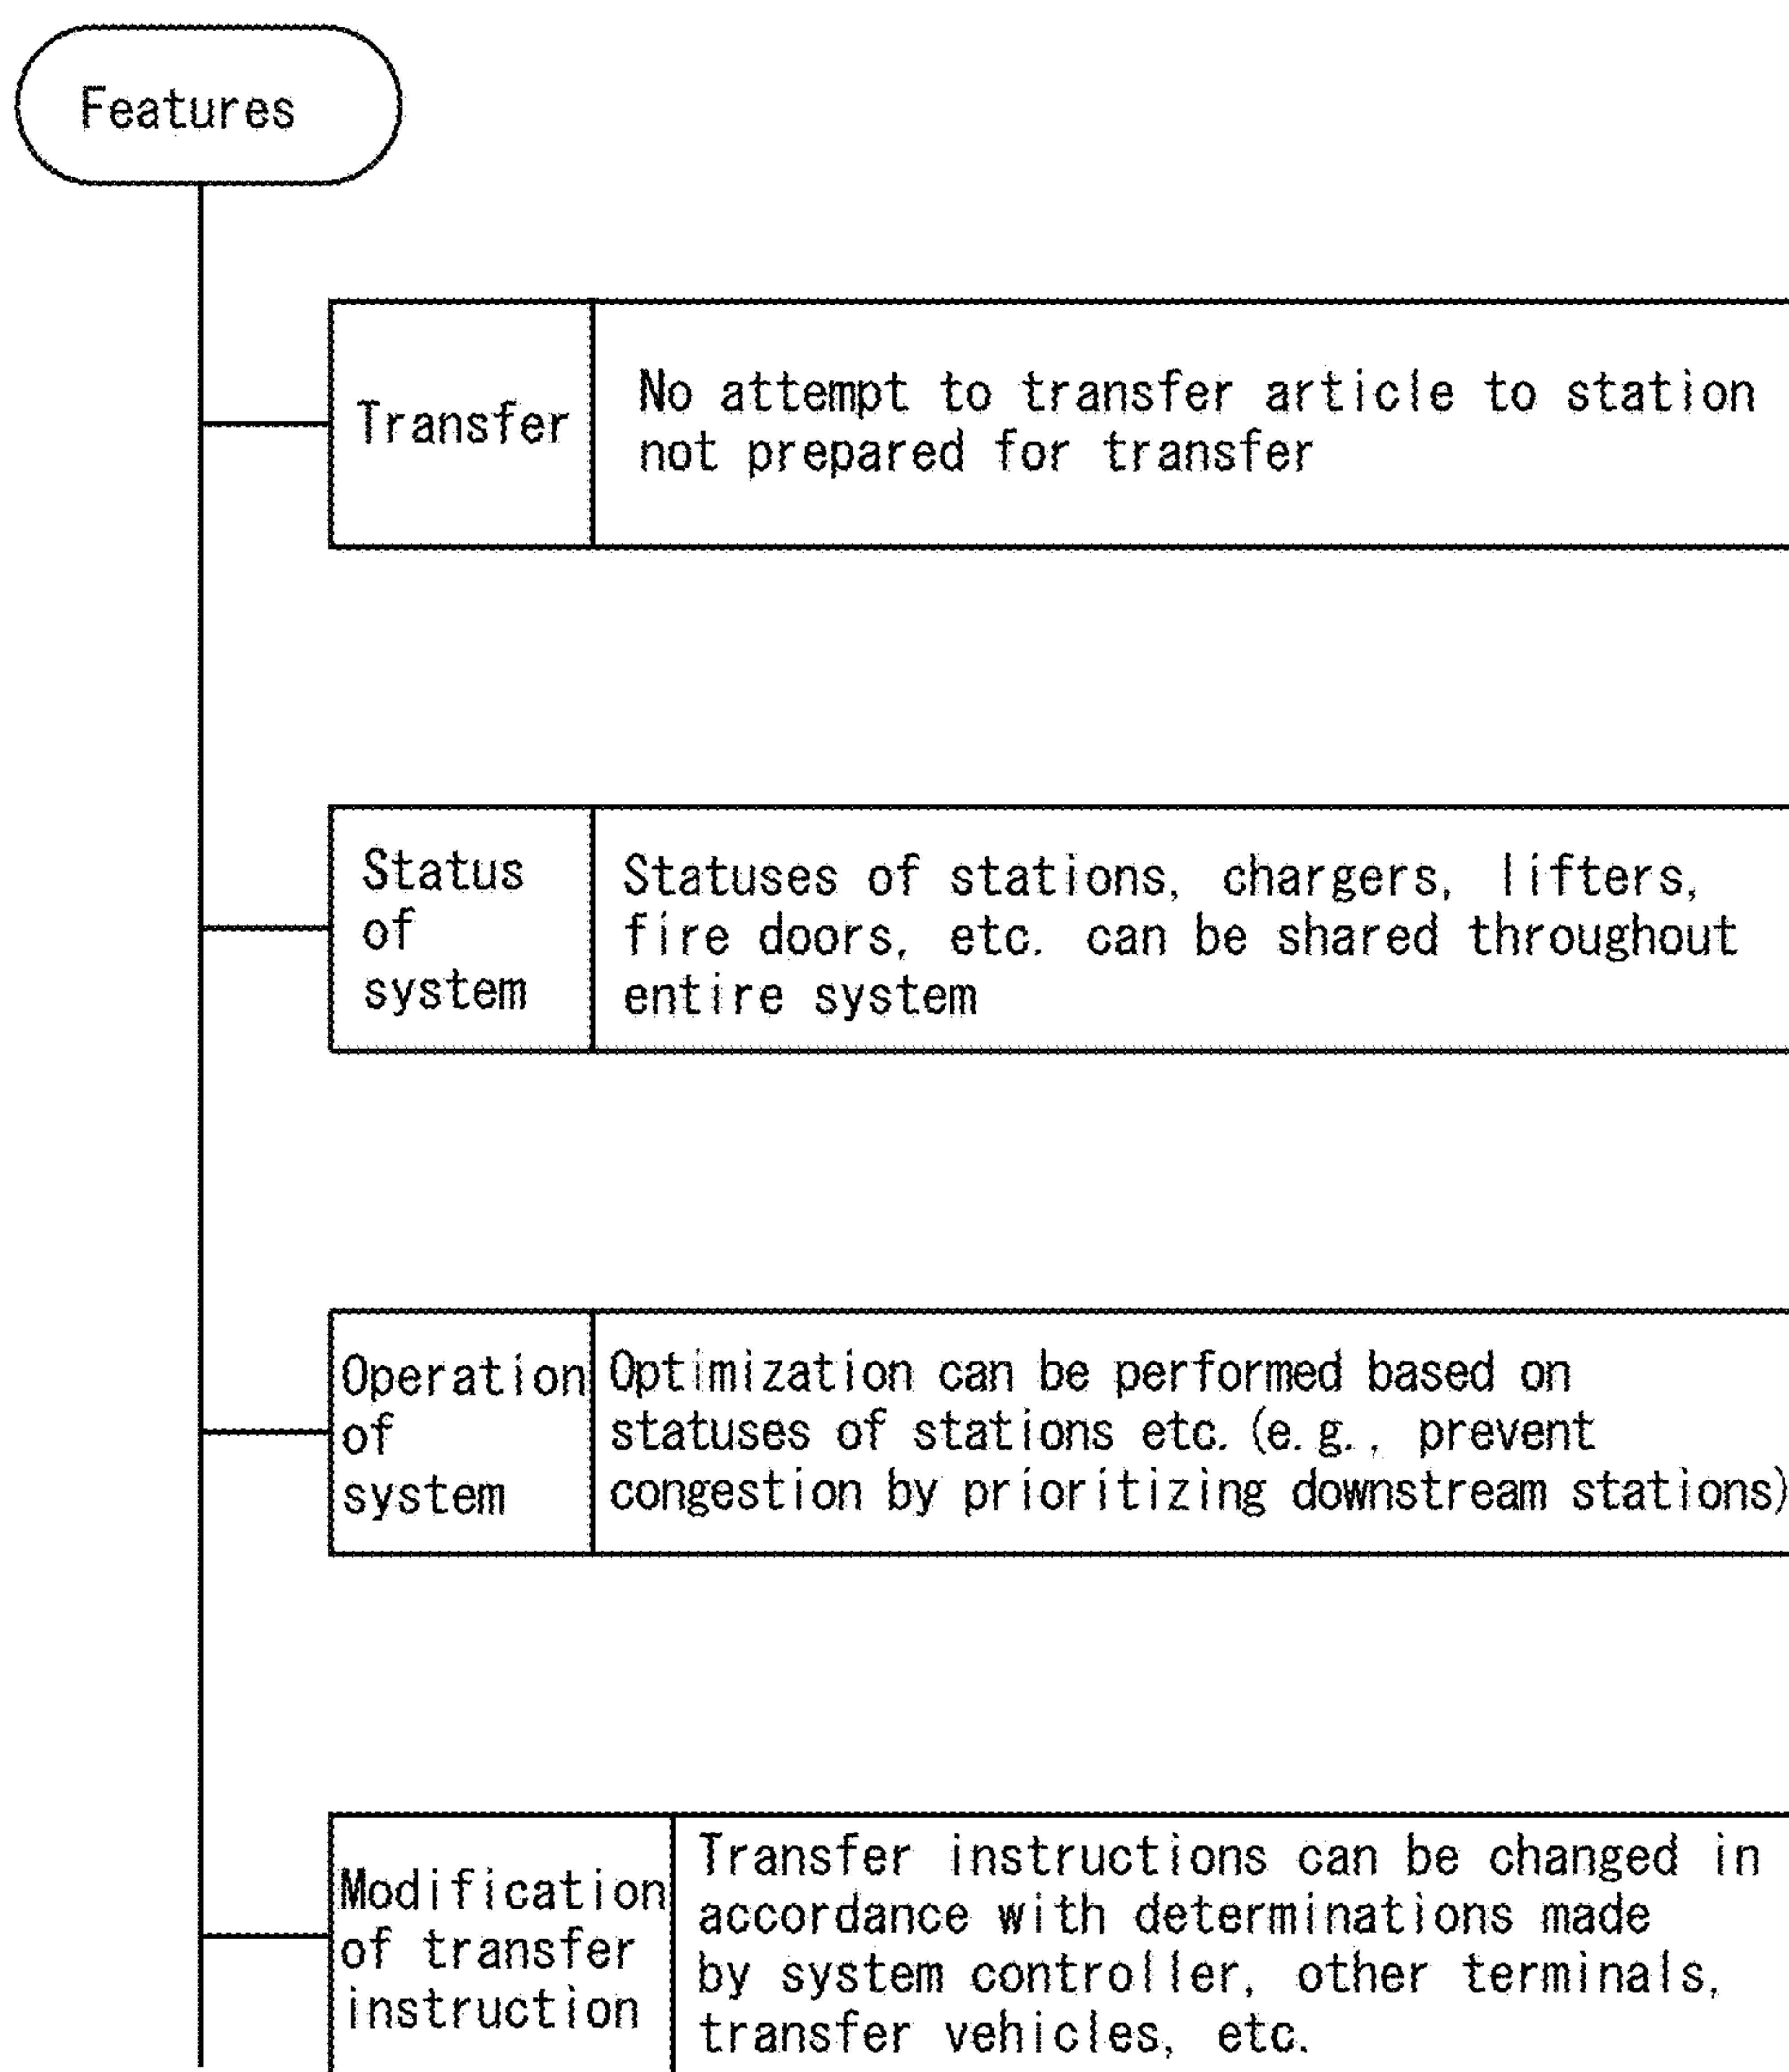 Features
Transfer
No attempt to transfer article to station
not prepared for transfer
Status
of
system
Statuses of stations, chargers, lifters,
fire doors, etc. can be shared throughout
entire system
Operation
of
system
Optimization can be performed based on
statuses of stations etc. (e.g., prevent
congestion by prioritizing downstream stations)
Modification
of transfer
instruction
Transfer instructions can be changed in
accordance with determinations made
by system controller, other terminals,
transfer vehicles, etc.